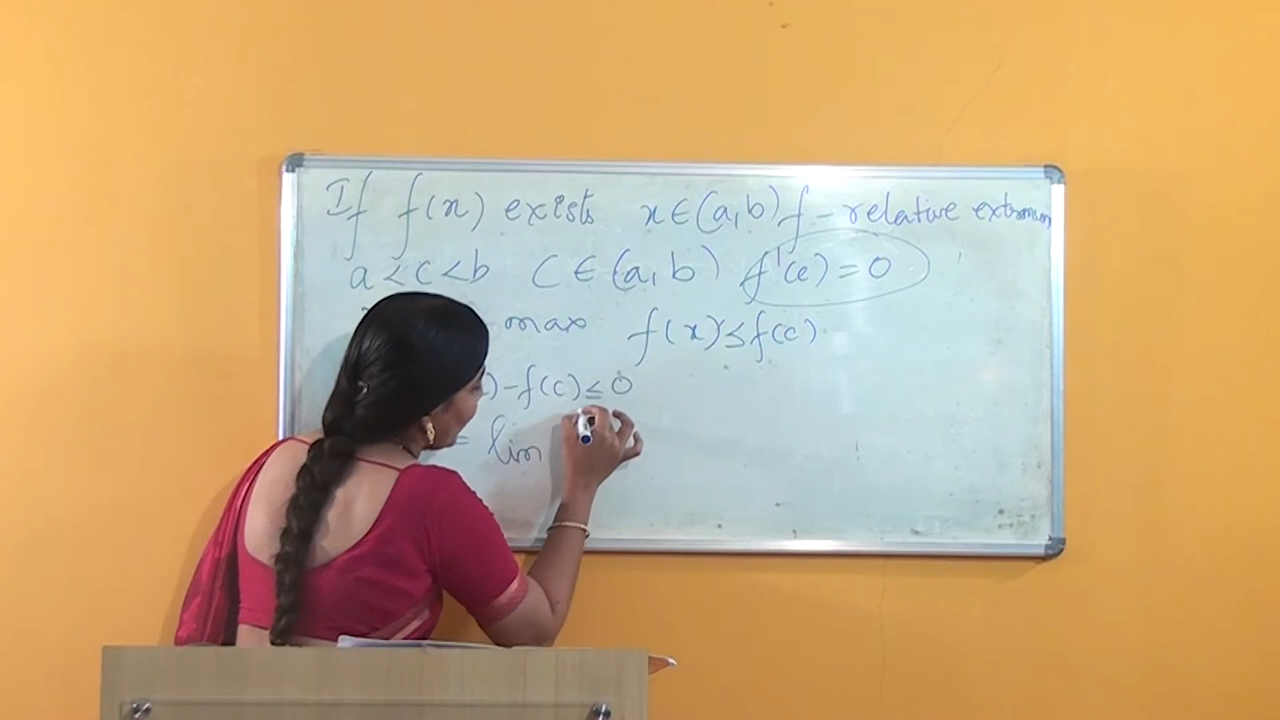 If f(x) exists x∈(a,b) f - relative extremum
a<c<b C∈(a,b) f'(c)=0
max f(x)≤f(c)
)-f(c)≤0
= lim